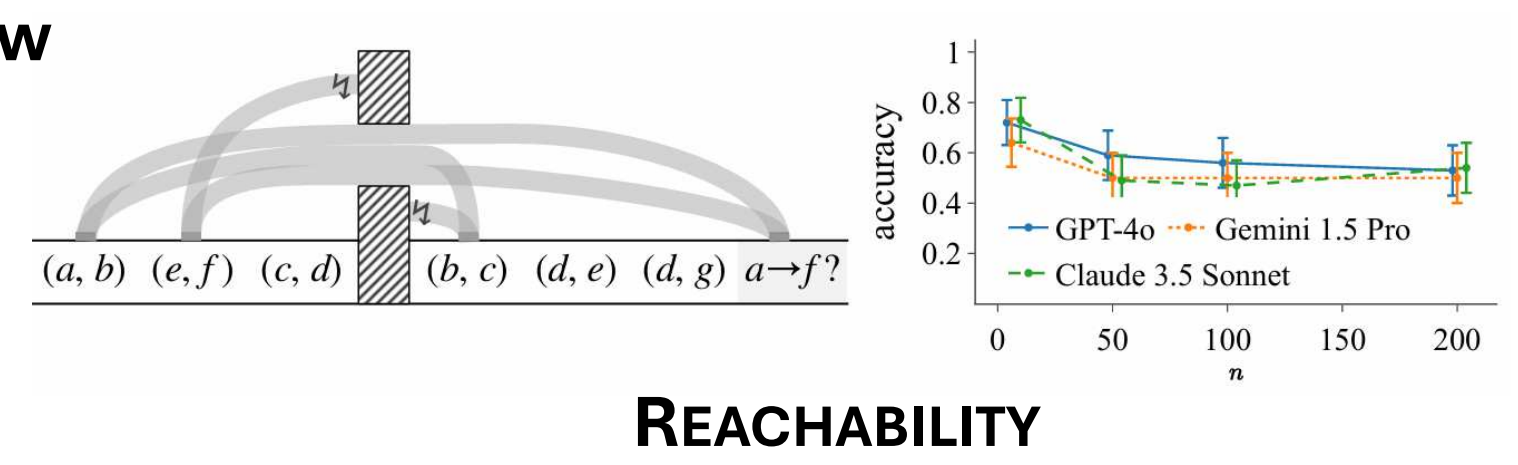 w
(a, b) (e, f) (c, d) (b, c) (d, e) (d, g) a→f?
accuracy
1
0.8
0.6
0.4
0.2
GPT-4o Gemini 1.5 Pro
Claude 3.5 Sonnet
0 50 100 150 200
n
REACHABILITY